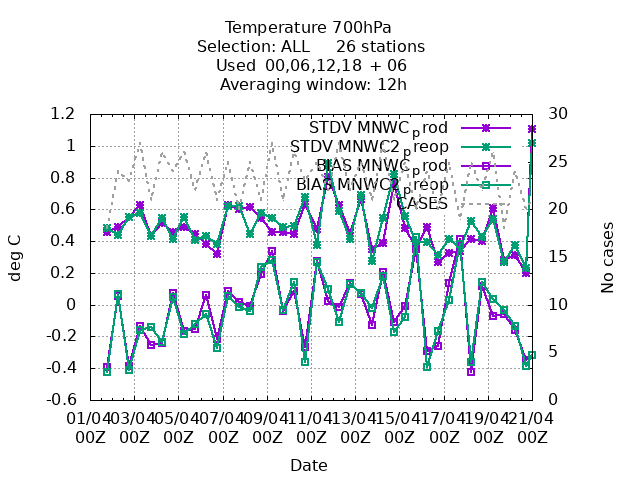 Temperature 700hPa
Selection: ALL 26 stations
Used 00,06,12,18 + 06
Averaging window: 12h
STDV MNWC_prod
STDV MNWC2_preop
BIAS MNWC_prod
BIAS MNWC2_preop
CASES
deg C
1.2
1
0.8
0.6
0.4
0.2
0
-0.2
-0.4
-0.6
No cases
30
25
20
15
10
5
0
01/04 03/04 05/04 07/04 09/04 11/04 13/04 15/04 17/04 19/04 21/04
00Z 00Z 00Z 00Z 00Z 00Z 00Z 00Z 00Z 00Z 00Z
Date